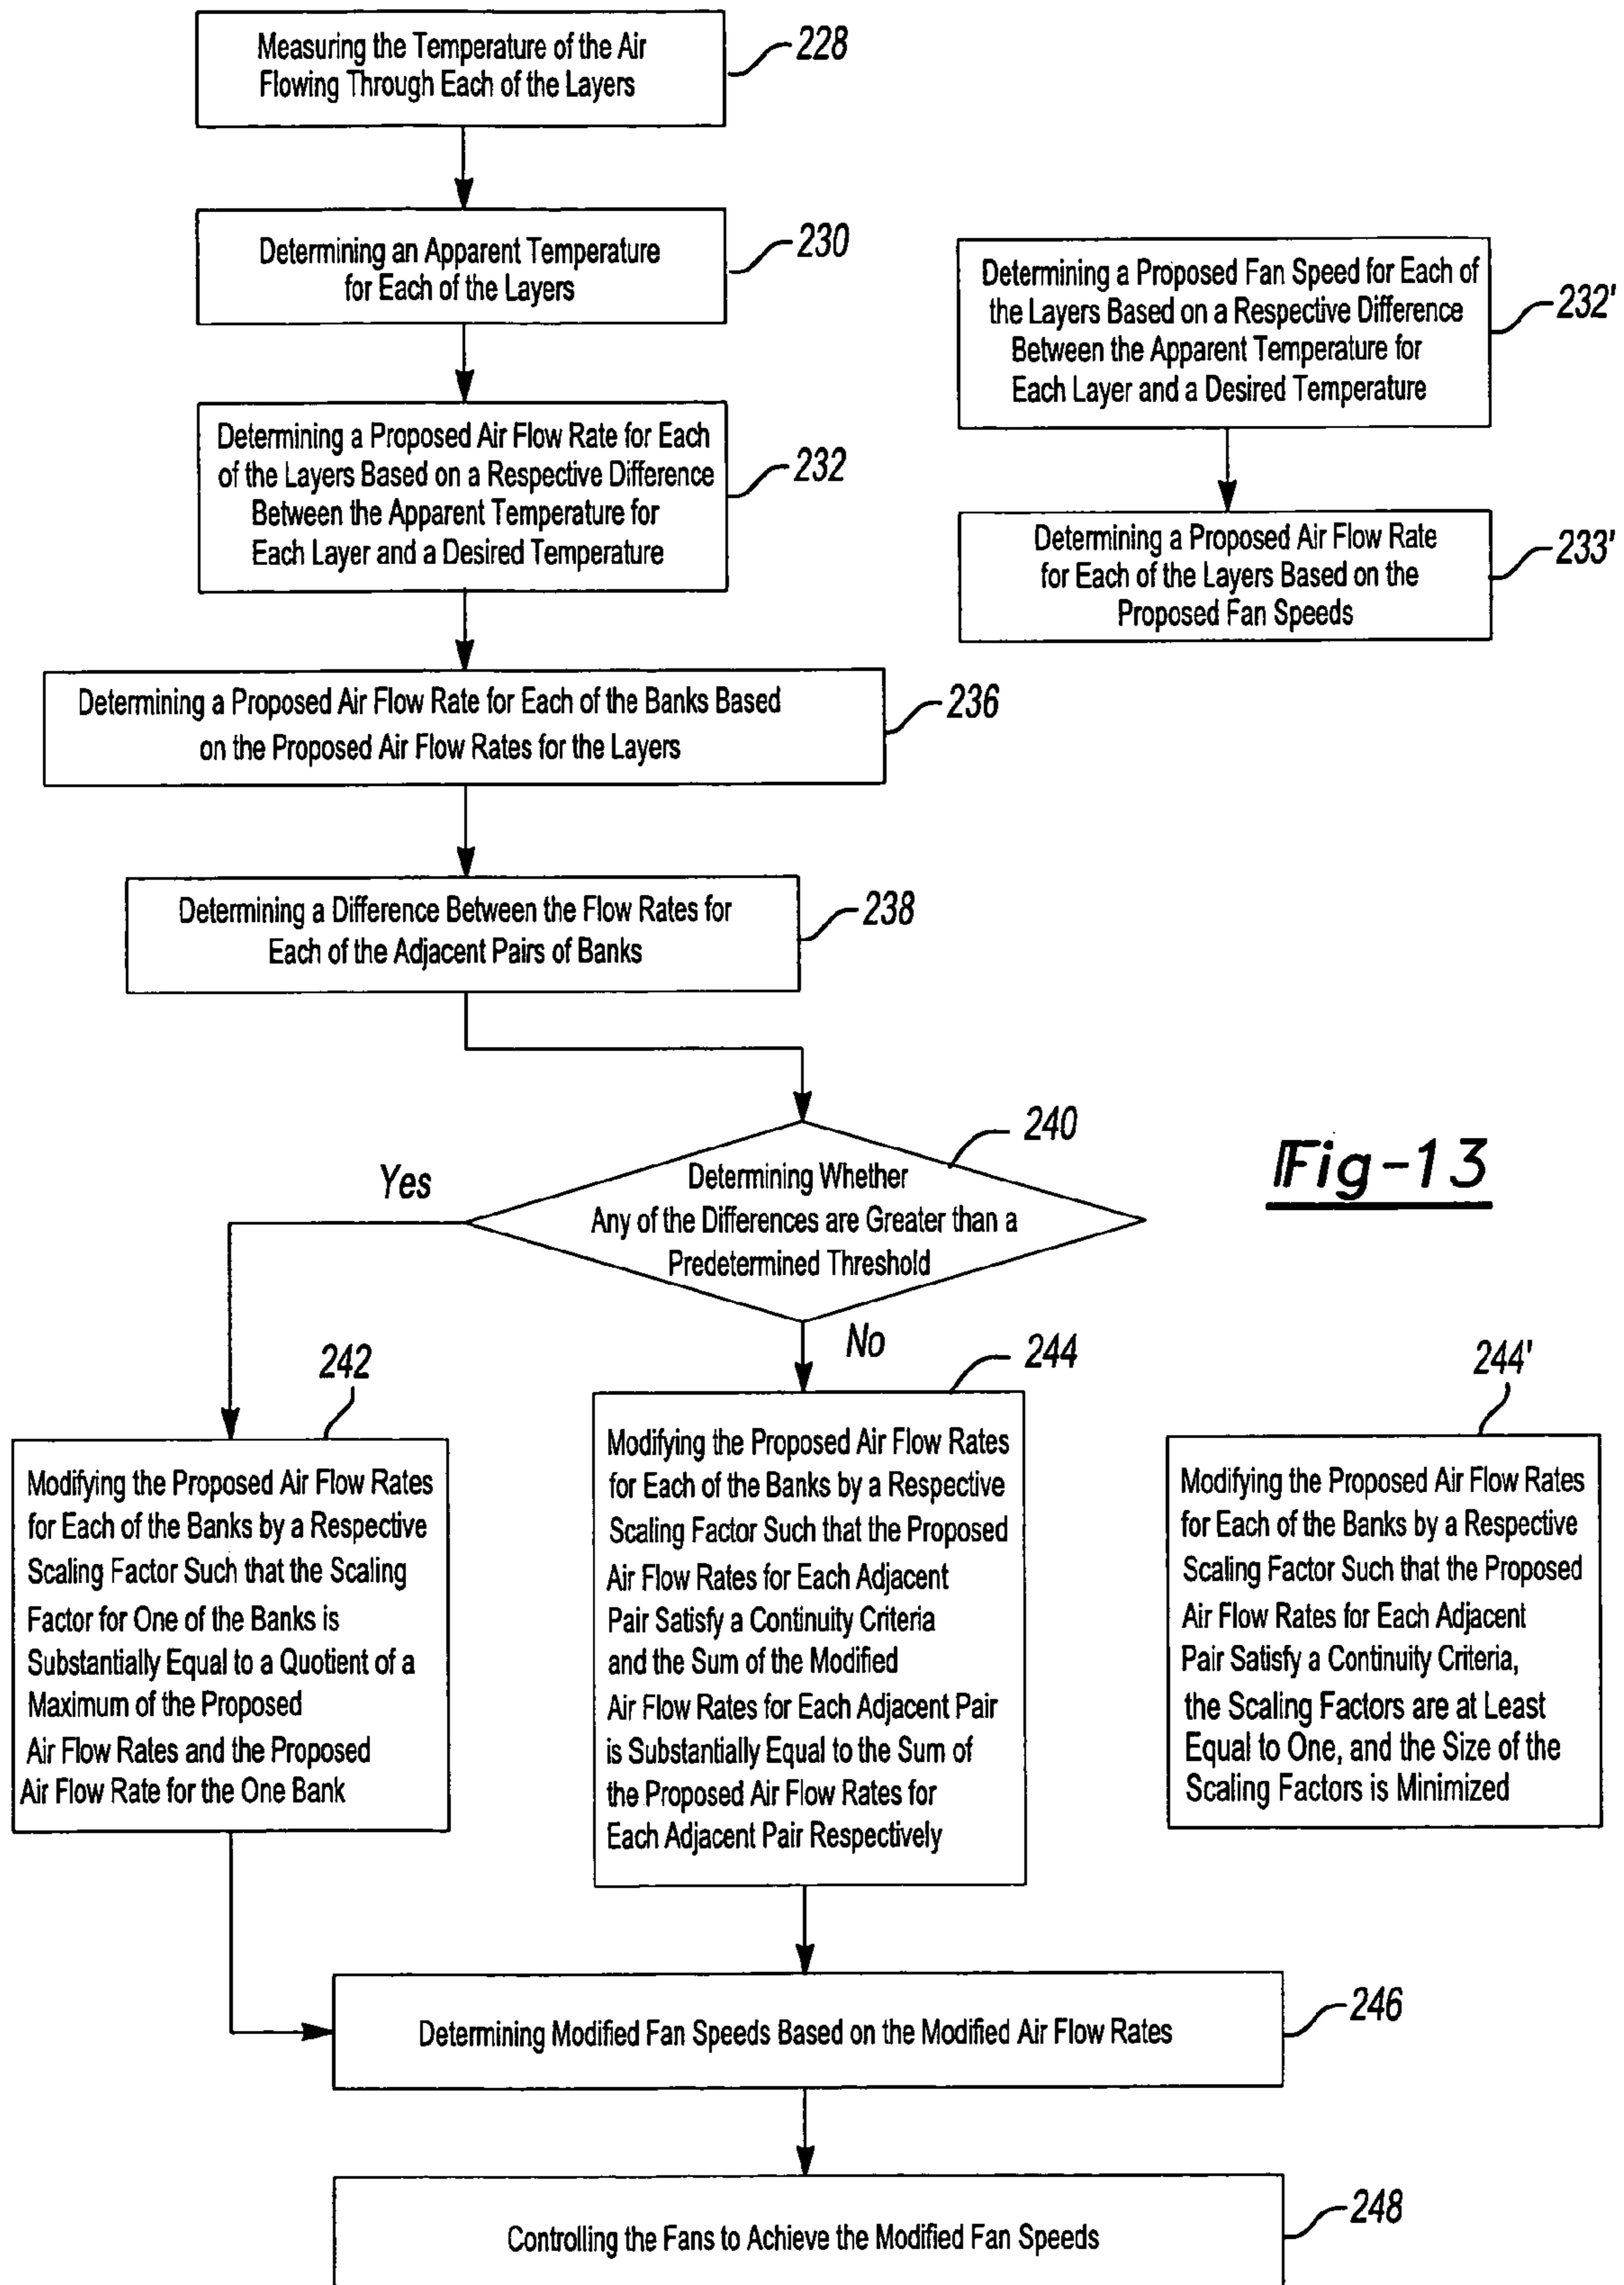 Measuring the Temperature of the Air
Flowing Through Each of the Layers
228
Determining an Apparent Temperature
for Each of the Layers
230
Determining a Proposed Fan Speed for Each of
the Layers Based on a Respective Difference
Between the Apparent Temperature for
Each Layer and a Desired Temperature
232'
Determining a Proposed Air Flow Rate for Each
of the Layers Based on a Respective Difference
Between the Apparent Temperature for
Each Layer and a Desired Temperature
232
Determining a Proposed Air Flow Rate
for Each of the Layers Based on the
Proposed Fan Speeds
233'
Determining a Proposed Air Flow Rate for Each of the Banks Based
on the Proposed Air Flow Rates for the Layers
236
Determining a Difference Between the Flow Rates for
Each of the Adjacent Pairs of Banks
238
240
Determining Whether
Any of the Differences are Greater than a
Predetermined Threshold
Yes
No
Fig-13
242
Modifying the Proposed Air Flow Rates
for Each of the Banks by a Respective
Scaling Factor Such that the Scaling
Factor for One of the Banks is
Substantially Equal to a Quotient of a
Maximum of the Proposed
Air Flow Rates and the Proposed
Air Flow Rate for the One Bank
244
Modifying the Proposed Air Flow Rates
for Each of the Banks by a Respective
Scaling Factor Such that the Proposed
Air Flow Rates for Each Adjacent
Pair Satisfy a Continuity Criteria
and the Sum of the Modified
Air Flow Rates for Each Adjacent Pair
is Substantially Equal to the Sum of
the Proposed Air Flow Rates for
Each Adjacent Pair Respectively
244'
Modifying the Proposed Air Flow Rates
for Each of the Banks by a Respective
Scaling Factor Such that the Proposed
Air Flow Rates for Each Adjacent
Pair Satisfy a Continuity Criteria,
the Scaling Factors are at Least
Equal to One, and the Size of the
Scaling Factors is Minimized
Determining Modified Fan Speeds Based on the Modified Air Flow Rates
246
Controlling the Fans to Achieve the Modified Fan Speeds
248